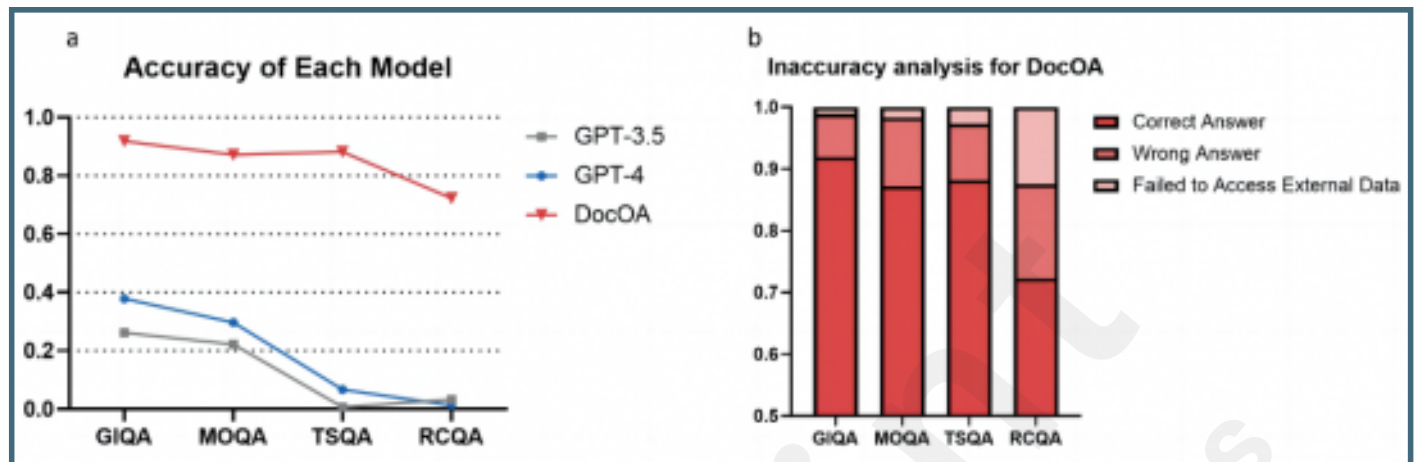 a
Accuracy of Each Model
1.0
0.8
0.6
0.4
0.2
0.0
GIQA MOQA TSQA RCQA
GPT-3.5
GPT-4
DocOA
b
Inaccuracy analysis for DocOA
1.0
0.9
0.8
0.7
0.6
0.5
GIQA MOQA TSQA RCQA
Correct Answer
Wrong Answer
Failed to Access External Data